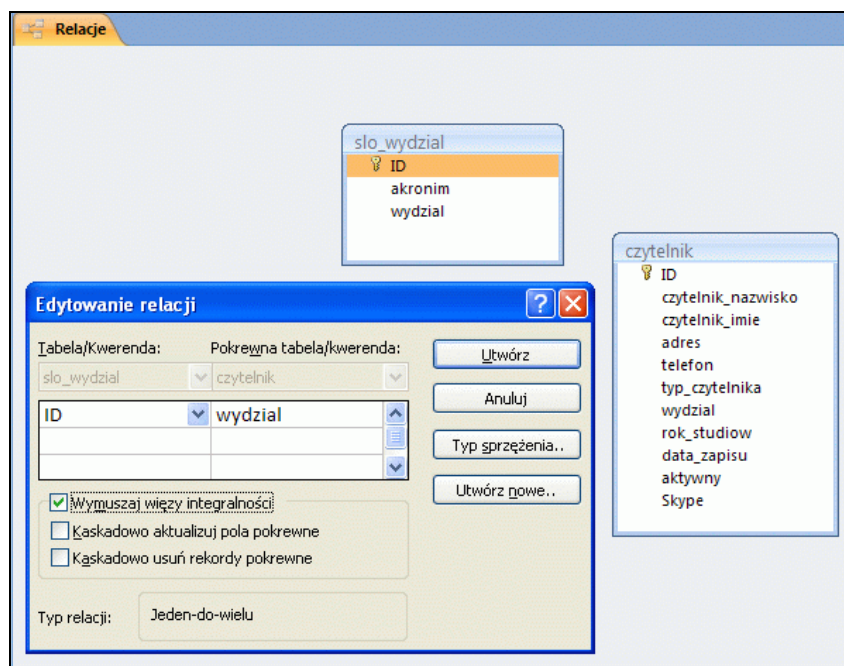 Relacje
slo_wydzial
ID
akronim
wydzial
czytelnik
ID
czytelnik_nazwisko
czytelnik_imie
adres
telefon
typ_czytelnika
wydzial
rok_studiow
data_zapisu
aktywny
Skype
Edytowanie relacji
Tabela/Kwerenda: Pokrewna tabela/kwerenda:
slo_wydzial czytelnik
ID wydzial
Wymuszaj więzy integralności
Kaskadowo aktualizuj pola pokrewne
Kaskadowo usuń rekordy pokrewne
Typ relacji: Jeden-do-wielu
Utwórz
Anuluj
Typ sprzężenia..
Utwórz nowe..